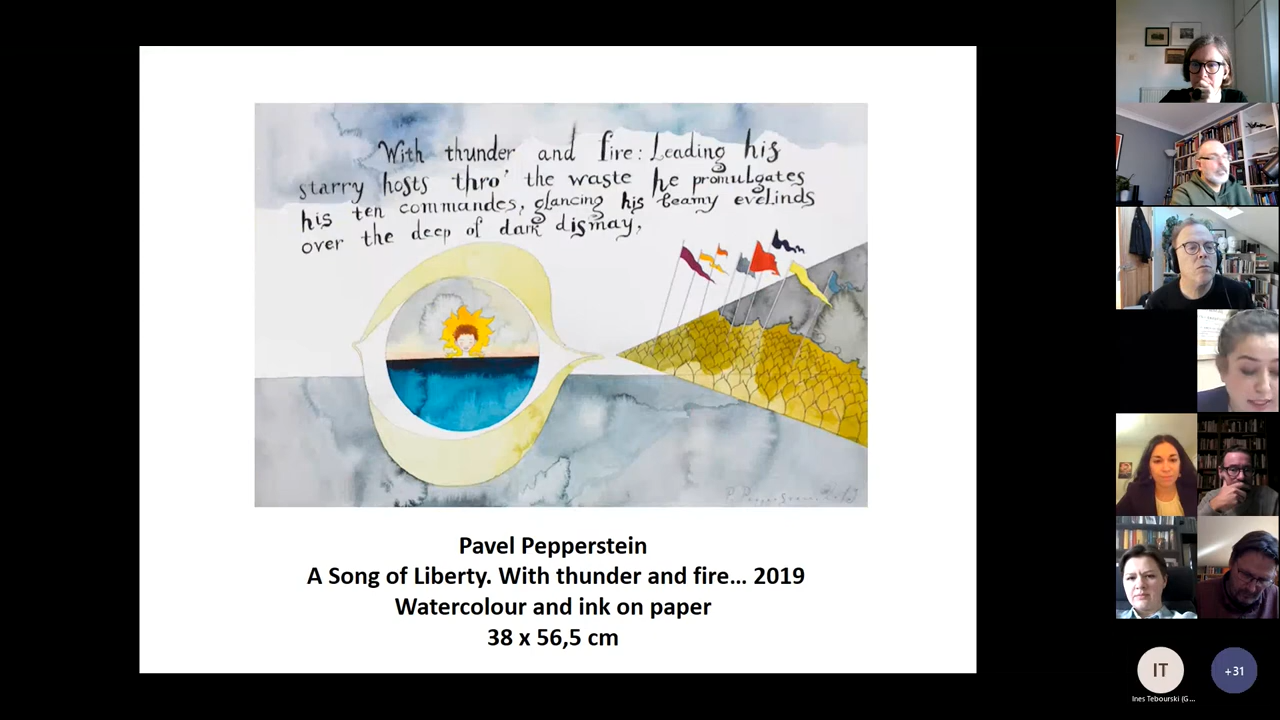 With thunder and fire: Leading his
starry hosts thro' the waste he promulgates
his ten commandes, glancing his beamy eyelinds
over the deep of dark dismay,
Pavel Pepperstein
A Song of Liberty. With thunder and fire... 2019
Watercolour and ink on paper
38 x 56,5 cm
IT
+31
Ines Tebourski (G...